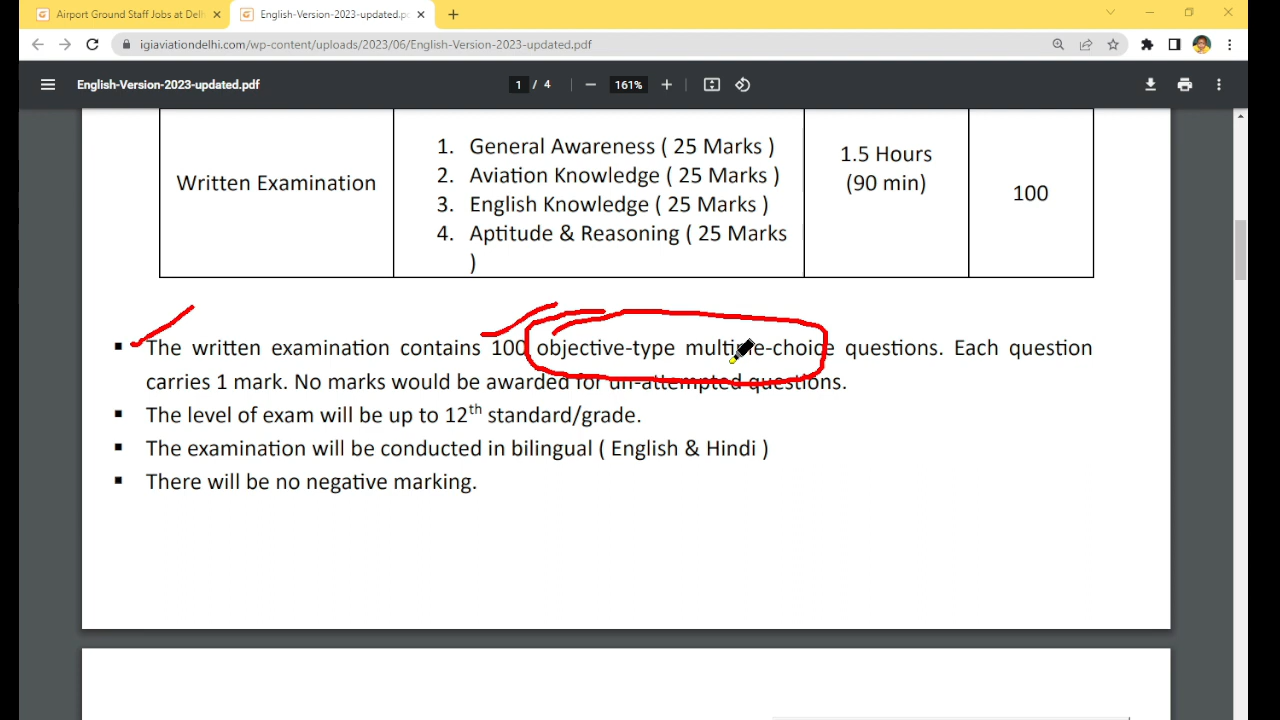 Airport Ground Staff Jobs at Delh
English-Version-2023-updated.pd
igiaviationdelhi.com/wp-content/uploads/2023/06/English-Version-2023-updated.pdf
English-Version-2023-updated.pdf
1 / 4
161%
Written Examination
1. General Awareness ( 25 Marks )
2. Aviation Knowledge ( 25 Marks )
3. English Knowledge ( 25 Marks )
4. Aptitude & Reasoning ( 25 Marks
)
1.5 Hours
(90 min)
100
▪ The written examination contains 100 objective-type multiple-choice questions. Each question
carries 1 mark. No marks would be awarded for un-attempted questions.
▪ The level of exam will be up to 12th standard/grade.
▪ The examination will be conducted in bilingual ( English & Hindi )
▪ There will be no negative marking.